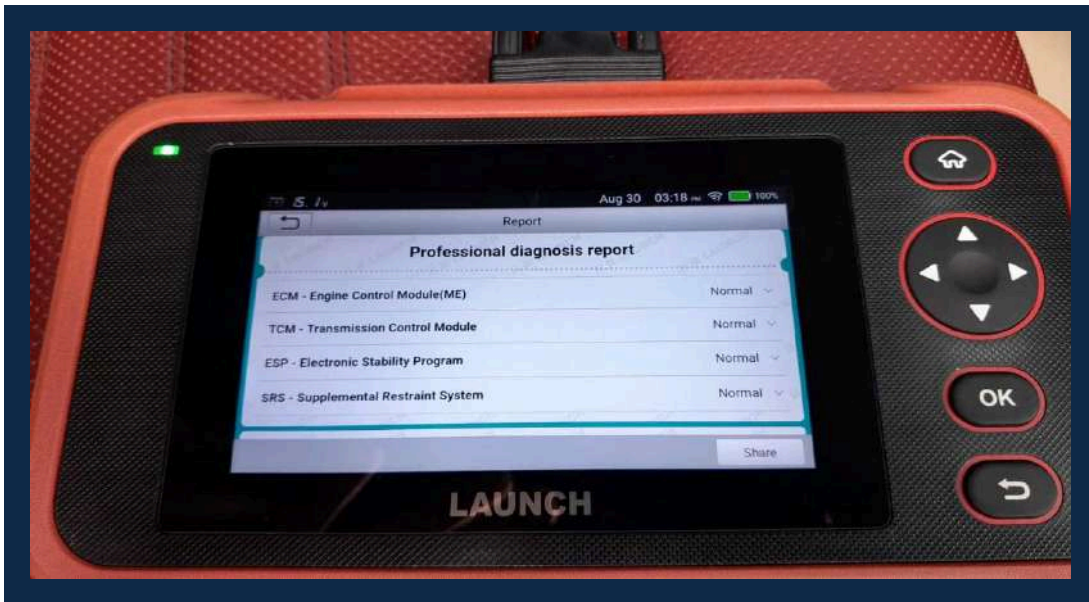 Aug 30 03:18 PM 100%
Report
Professional diagnosis report
ECM - Engine Control Module(ME) Normal
TCM - Transmission Control Module Normal
ESP - Electronic Stability Program Normal
SRS - Supplemental Restraint System Normal
Share
OK
LAUNCH